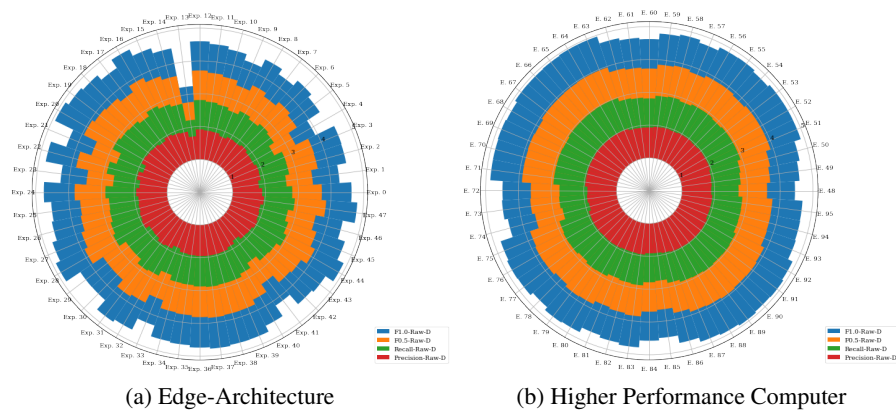 Exp. 12
Exp. 13
Exp. 11
Exp. 14
Exp. 10
Exp. 15
Exp. 9
Exp. 16
Exp. 8
Exp. 17
Exp. 7
Exp. 18
Exp. 6
Exp. 19
Exp. 5
Exp. 20
Exp. 4
Exp. 21
Exp. 3
Exp. 22
Exp. 2
Exp. 23
Exp. 1
Exp. 24
Exp. 0
Exp. 25
Exp. 47
Exp. 26
Exp. 46
Exp. 27
Exp. 45
Exp. 28
Exp. 44
Exp. 29
Exp. 43
Exp. 30
Exp. 42
Exp. 31
Exp. 41
Exp. 32
Exp. 40
Exp. 33
Exp. 39
Exp. 34
Exp. 38
Exp. 35
Exp. 37
Exp. 36
1
2
3
4
F1.0-Raw-D
F0.5-Raw-D
Recall-Raw-D
Precision-Raw-D
(a) Edge-Architecture
E. 60
E. 61
E. 59
E. 62
E. 58
E. 63
E. 57
E. 64
E. 56
E. 65
E. 55
E. 66
E. 54
E. 67
E. 53
E. 68
E. 52
E. 69
E. 51
E. 70
E. 50
E. 71
E. 49
E. 72
E. 48
E. 73
E. 95
E. 74
E. 94
E. 75
E. 93
E. 76
E. 92
E. 77
E. 91
E. 78
E. 90
E. 79
E. 89
E. 80
E. 88
E. 81
E. 87
E. 82
E. 86
E. 83
E. 85
E. 84
1
2
3
4
5
F1.0-Raw-D
F0.5-Raw-D
Recall-Raw-D
Precision-Raw-D
(b) Higher Performance Computer